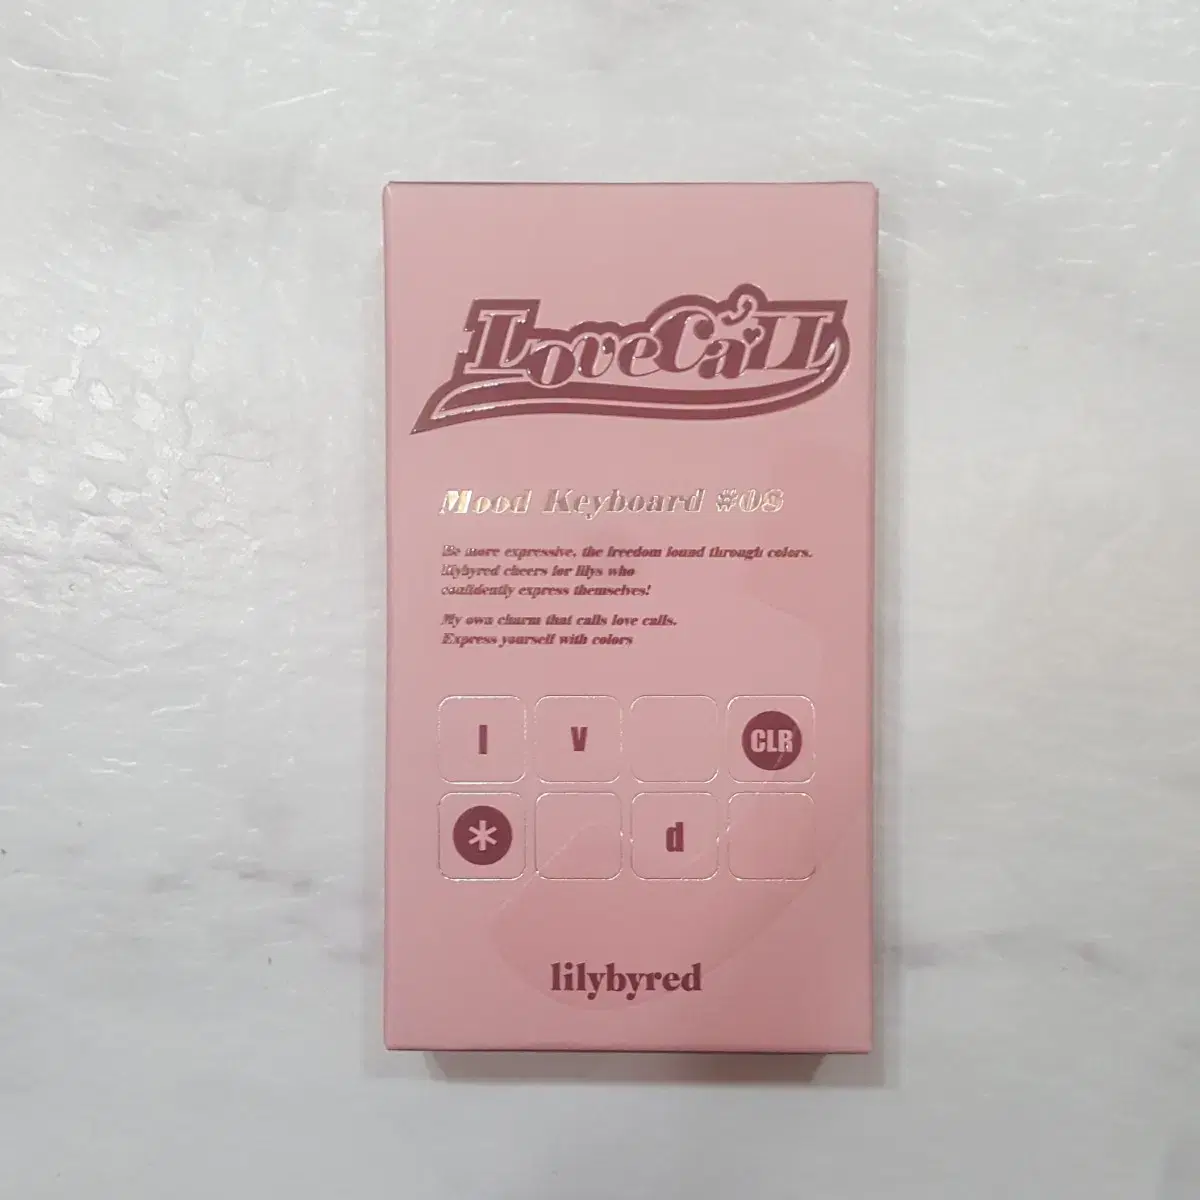 LoveCall
Mood Keyboard #08
Be more expressive, the freedom found through colors.
lilybyred cheers for lilys who
confidently express themselves!
My own charm that calls love calls.
Express yourself with colors
l v CLR
* d
lilybyred